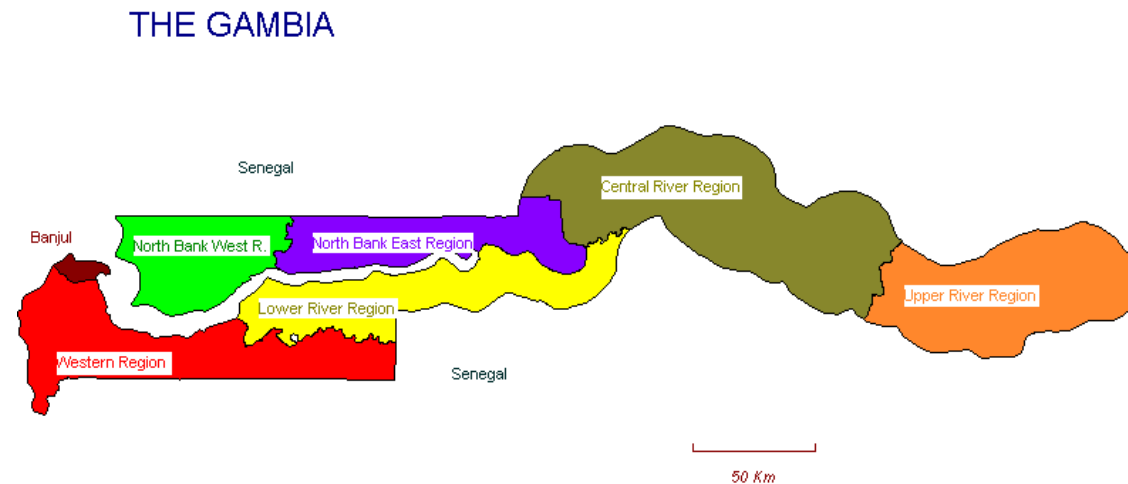 THE GAMBIA
Senegal
Central River Region
Banjul
North Bank West R.
North Bank East Region
Upper River Region
Lower River Region
Western Region
Senegal
50 Km